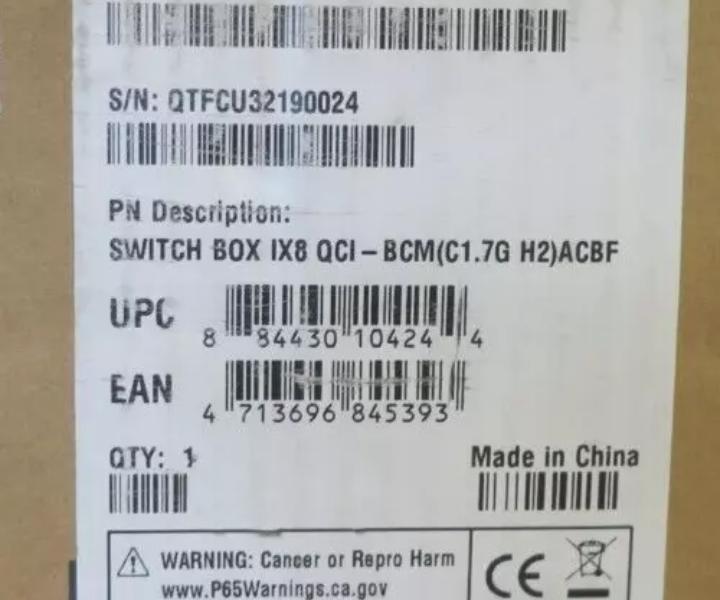 S/N: QTFCU32190024
PN Description:
SWITCH BOX IX8 QCI – BCM(C1.7G H2)ACBF
UPC 8 84430 10424 4
EAN 4 713696 845393
QTY: 1
Made in China
WARNING: Cancer or Repro Harm
www.P65Warnings.ca.gov
CE